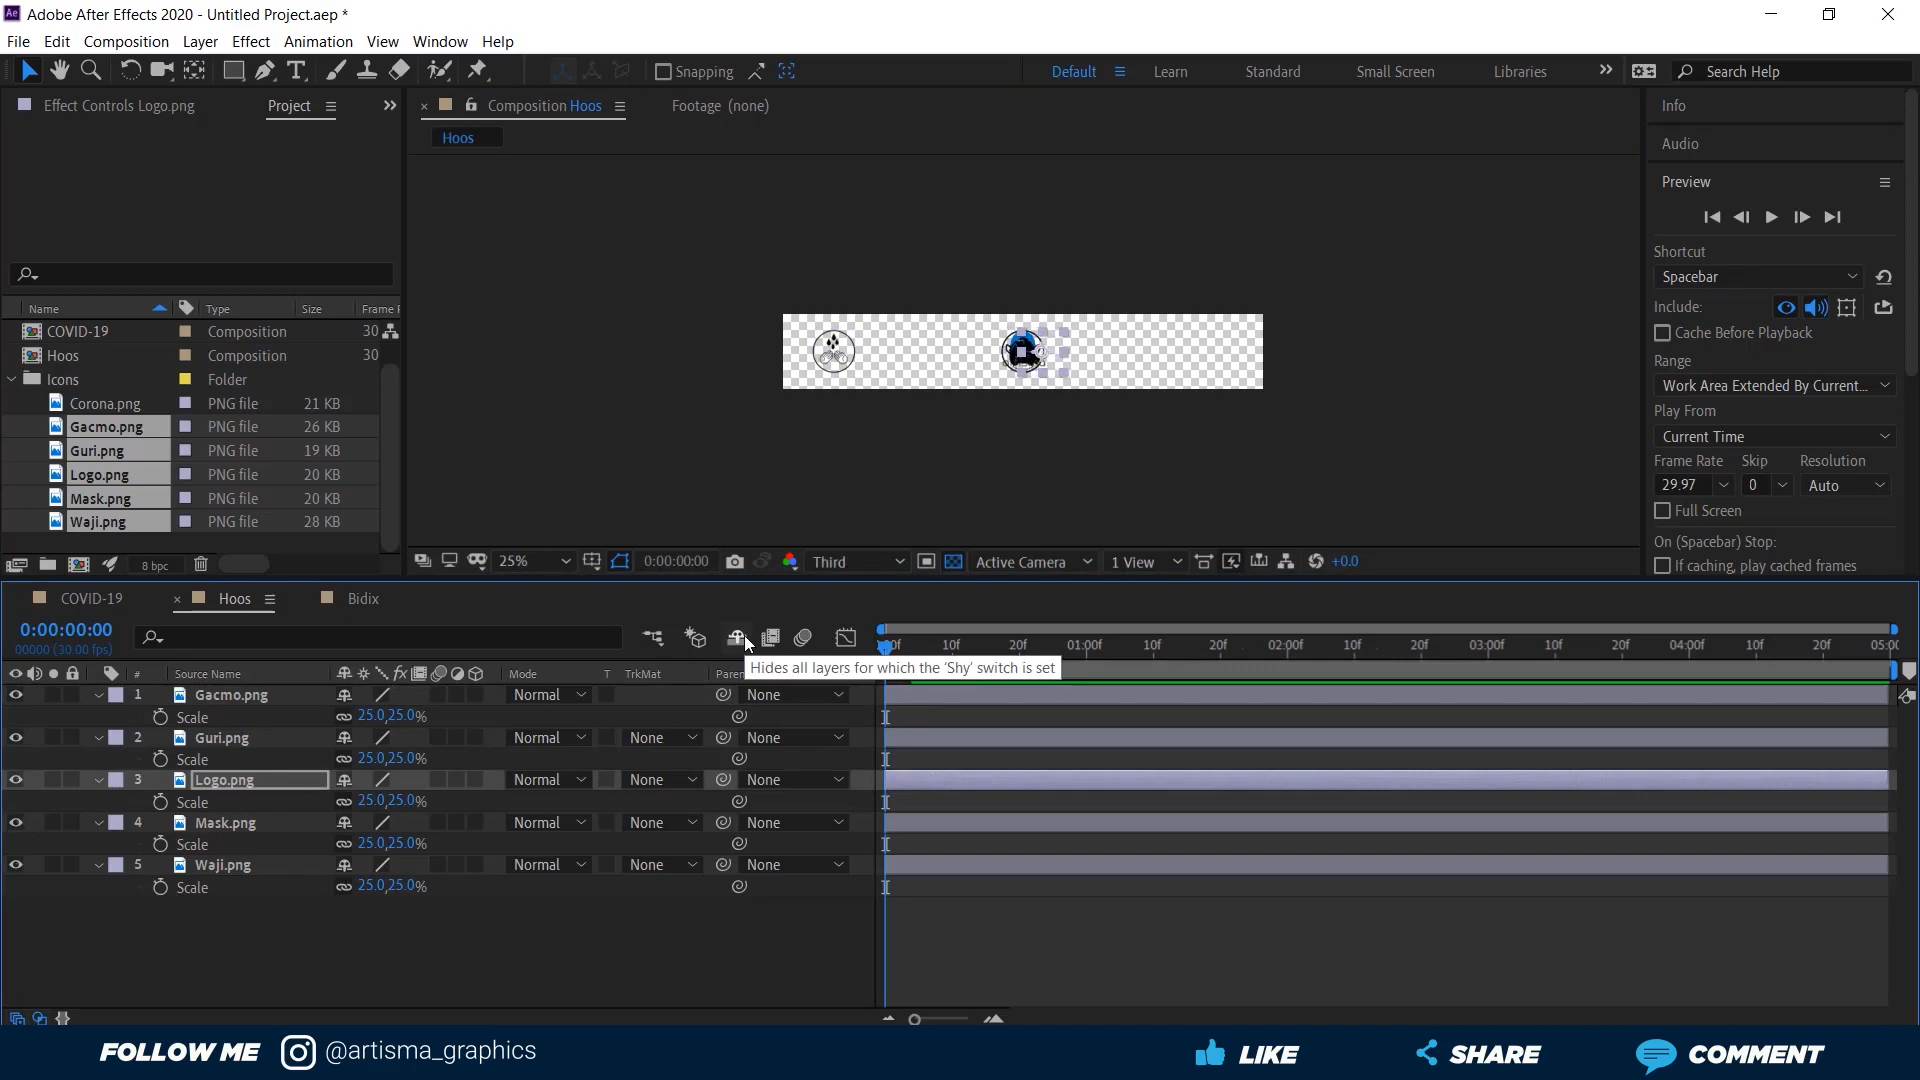 Adobe After Effects 2020 - Untitled Project.aep *
File Edit Composition Layer Effect Animation View Window Help
Snapping
Default Learn Standard Small Screen Libraries Search Help
Effect Controls Logo.png Project
Composition Hoos Footage (none)
Hoos
Info
Audio
Preview
Shortcut
Spacebar
Include:
Cache Before Playback
Range
Work Area Extended By Current...
Play From
Current Time
Frame Rate Skip Resolution
29.97 0 Auto
Full Screen
On (Spacebar) Stop:
If caching, play cached frames
Name Type Size Frame R
COVID-19 Composition 30
Hoos Composition 30
Icons Folder
Corona.png PNG file 21 KB
Gacmo.png PNG file 26 KB
Guri.png PNG file 19 KB
Logo.png PNG file 20 KB
Mask.png PNG file 20 KB
Waji.png PNG file 28 KB
8 bpc
25% 0:00:00:00 Third Active Camera 1 View +0.0
COVID-19 Hoos Bidix
0:00:00:00
00000 (30.00 fps)
10f 20f 01:00f 10f 20f 02:00f 10f 20f 03:00f 10f 20f 04:00f 10f 20f 05:00
# Source Name fx Mode T TrkMat Paren
Hides all layers for which the 'Shy' switch is set
1 Gacmo.png Normal None
Scale 25.0,25.0%
2 Guri.png Normal None None
Scale 25.0,25.0%
3 Logo.png Normal None None
Scale 25.0,25.0%
4 Mask.png Normal None None
Scale 25.0,25.0%
5 Waji.png Normal None None
Scale 25.0,25.0%
FOLLOW ME @artisma_graphics LIKE SHARE COMMENT